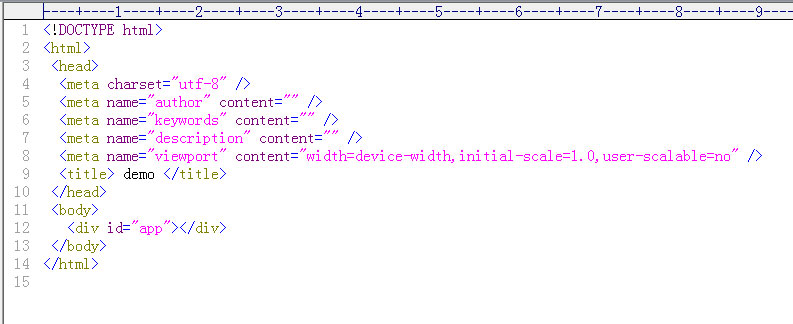 ----+----1----+----2----+----3----+----4----+----5----+----6----+----7----+----8----+----9----+-
1 <!DOCTYPE html>
2 <html>
3  <head>
4   <meta charset="utf-8" />
5   <meta name="author" content="" />
6   <meta name="keywords" content="" />
7   <meta name="description" content="" />
8   <meta name="viewport" content="width=device-width,initial-scale=1.0,user-scalable=no" />
9   <title> demo </title>
10  </head>
11  <body>
12    <div id="app"></div>
13  </body>
14 </html>
15